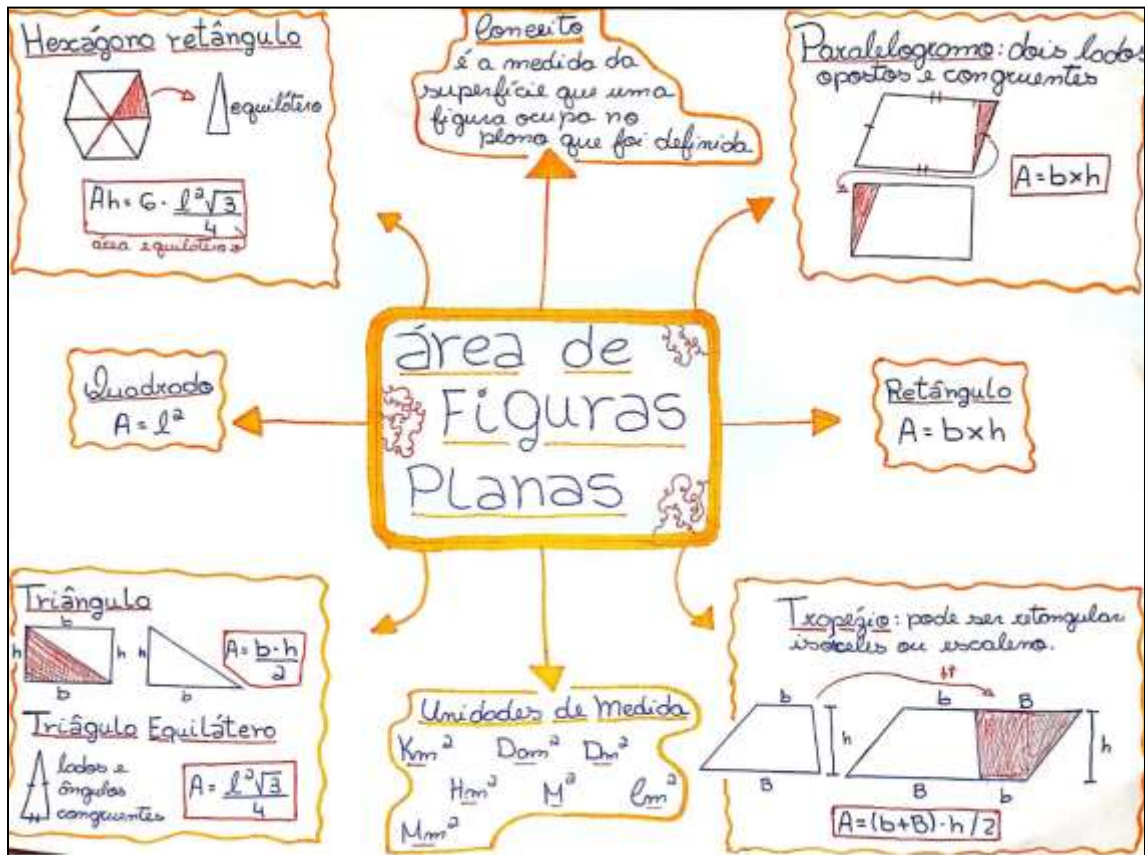 Hexágono retângulo
equilátero
Ah = 6 · l²√3
4
área equilátero
Conceito
é a medida da
superfície que uma
figura ocupa no
plano que foi definida
Paralelogramo: dois lados
opostos e congruentes
A = b×h
área de
Figuras
Planas
Quadrado
A = l²
Retângulo
A = b×h
Triângulo
b
h h h
b b
A = b·h
2
Triâgulo Equilátero
lados e
ângulos
congruentes
A = l²√3
4
Unidades de Medida
Km² Dam² Dm²
Hm² M² Cm²
Mm²
Trapézio: pode ser retangular
isóceles ou escaleno.
b b B
h h
B B b
A = (b+B)·h/2